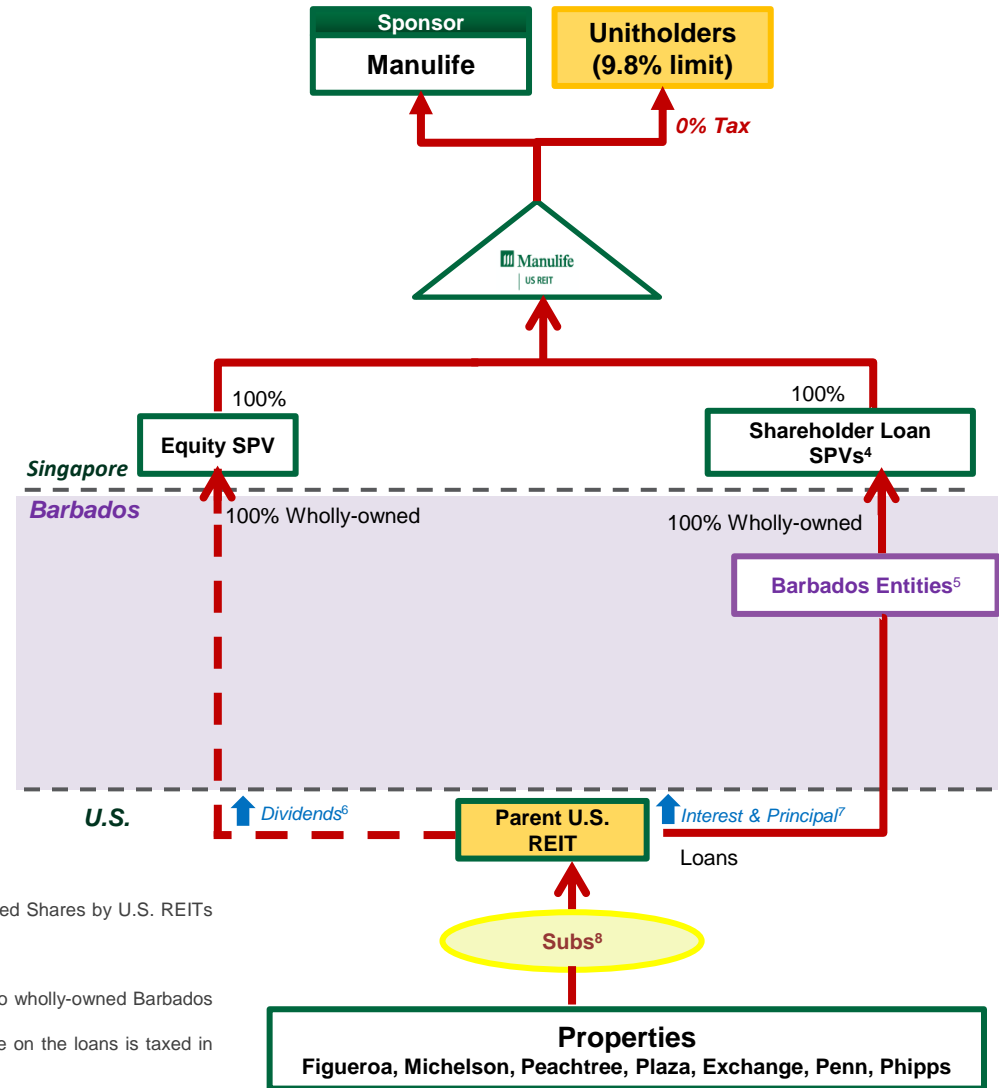 Sponsor
Manulife
Unitholders
(9.8% limit)
0% Tax
Manulife
US REIT
100%
100%
Equity SPV
Shareholder Loan
SPVs⁴
Singapore
Barbados
100% Wholly-owned
100% Wholly-owned
Barbados Entities⁵
U.S.
Dividends⁶
Parent U.S.
REIT
Interest & Principal⁷
Loans
ed Shares by U.S. REITs
Subs⁸
o wholly-owned Barbados
e on the loans is taxed in
Properties
Figueroa, Michelson, Peachtree, Plaza, Exchange, Penn, Phipps